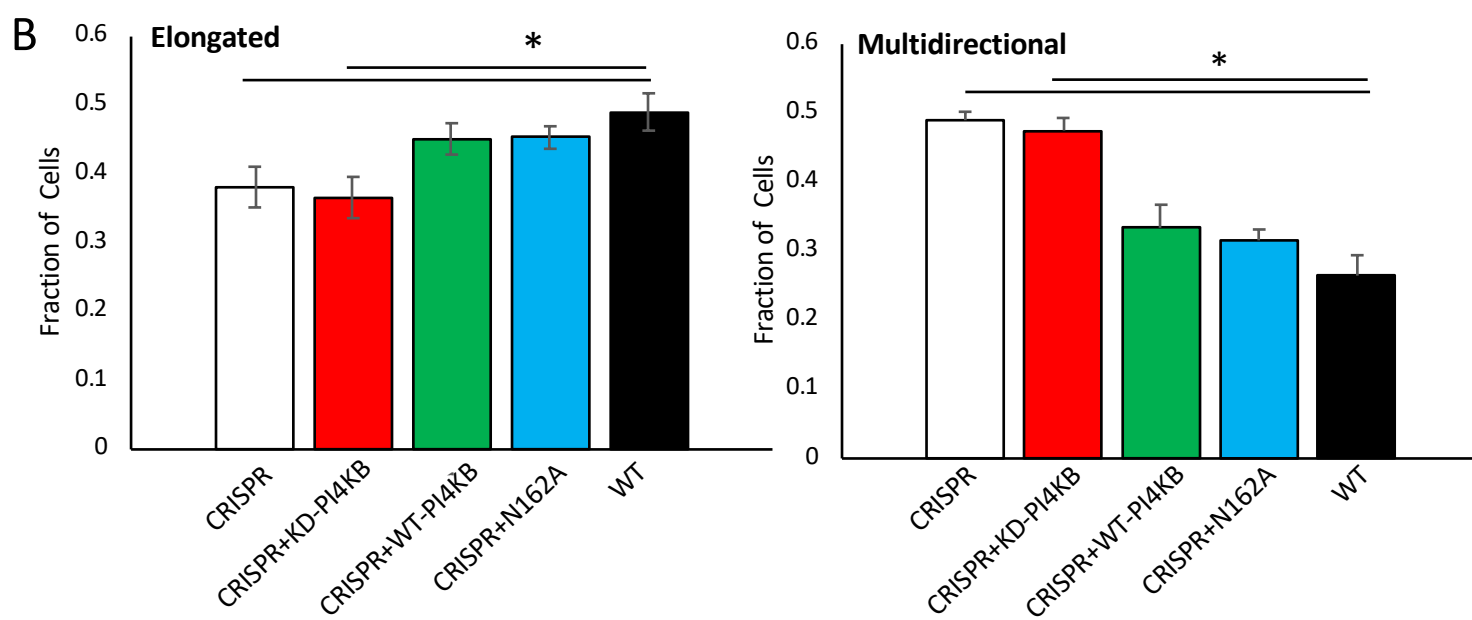 B
Elongated
*
Fraction of Cells
0.6
0.5
0.4
0.3
0.2
0.1
0
CRISPR
CRISPR+KD-PI4KB
CRISPR+WT-PI4KB
CRISPR+N162A
WT
Multidirectional
*
Fraction of Cells
0.6
0.5
0.4
0.3
0.2
0.1
0
CRISPR
CRISPR+KD-PI4KB
CRISPR+WT-PI4KB
CRISPR+N162A
WT